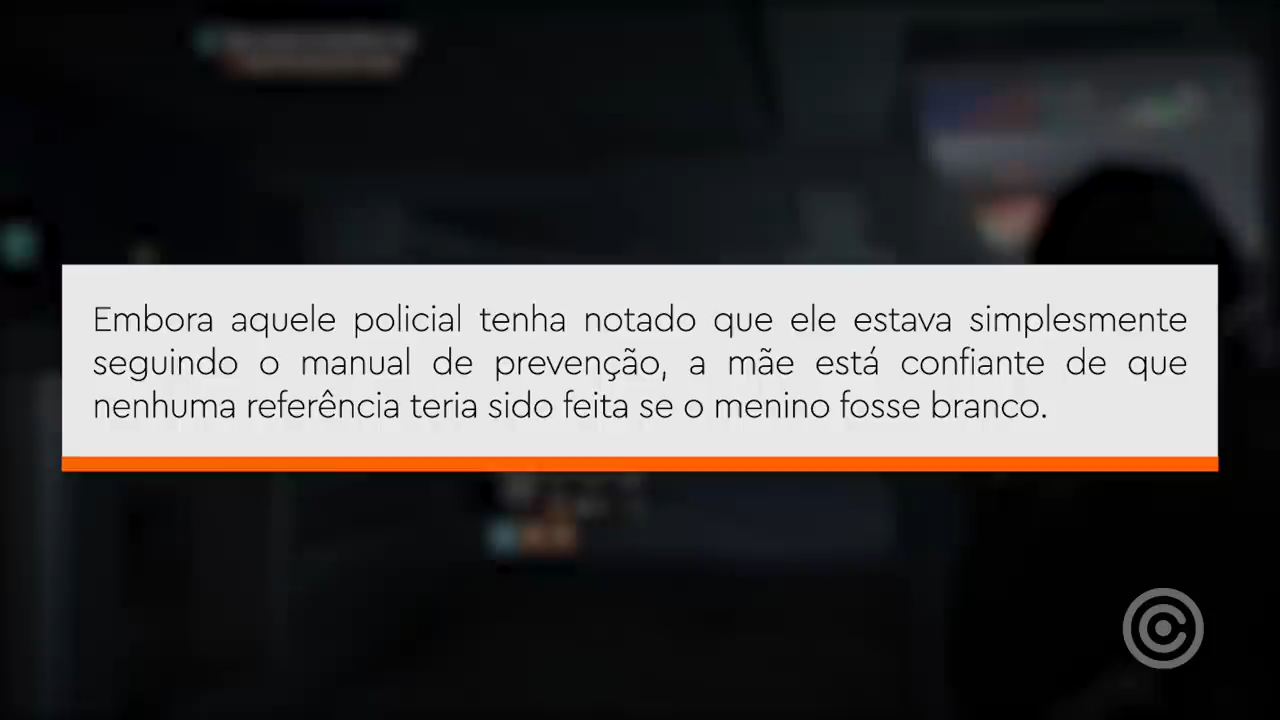 Embora aquele policial tenha notado que ele estava simplesmente
seguindo o manual de prevenção, a mãe está confiante de que
nenhuma referência teria sido feita se o menino fosse branco.